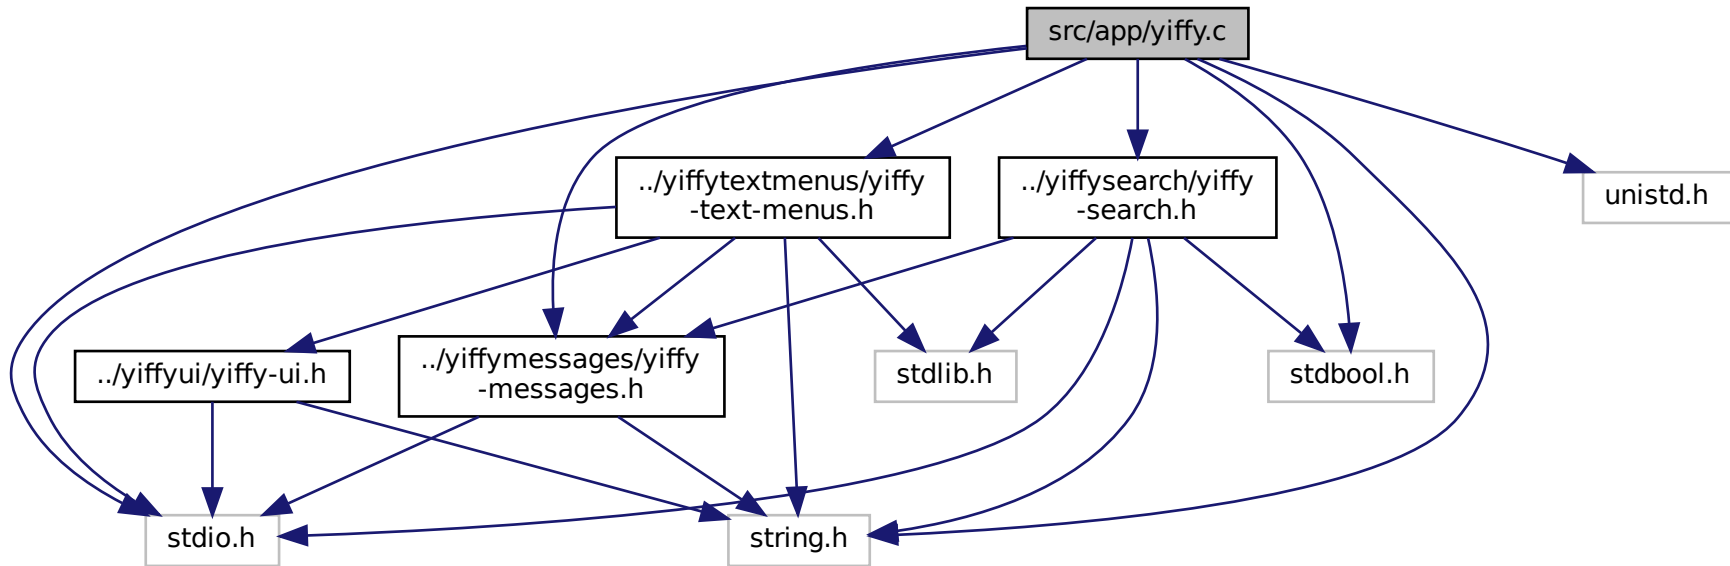 src/app/yiffy.c
../yiffytextmenus/yiffy
-text-menus.h
../yiffysearch/yiffy
-search.h
unistd.h
../yiffyui/yiffy-ui.h
../yiffymessages/yiffy
-messages.h
stdlib.h
stdbool.h
stdio.h
string.h